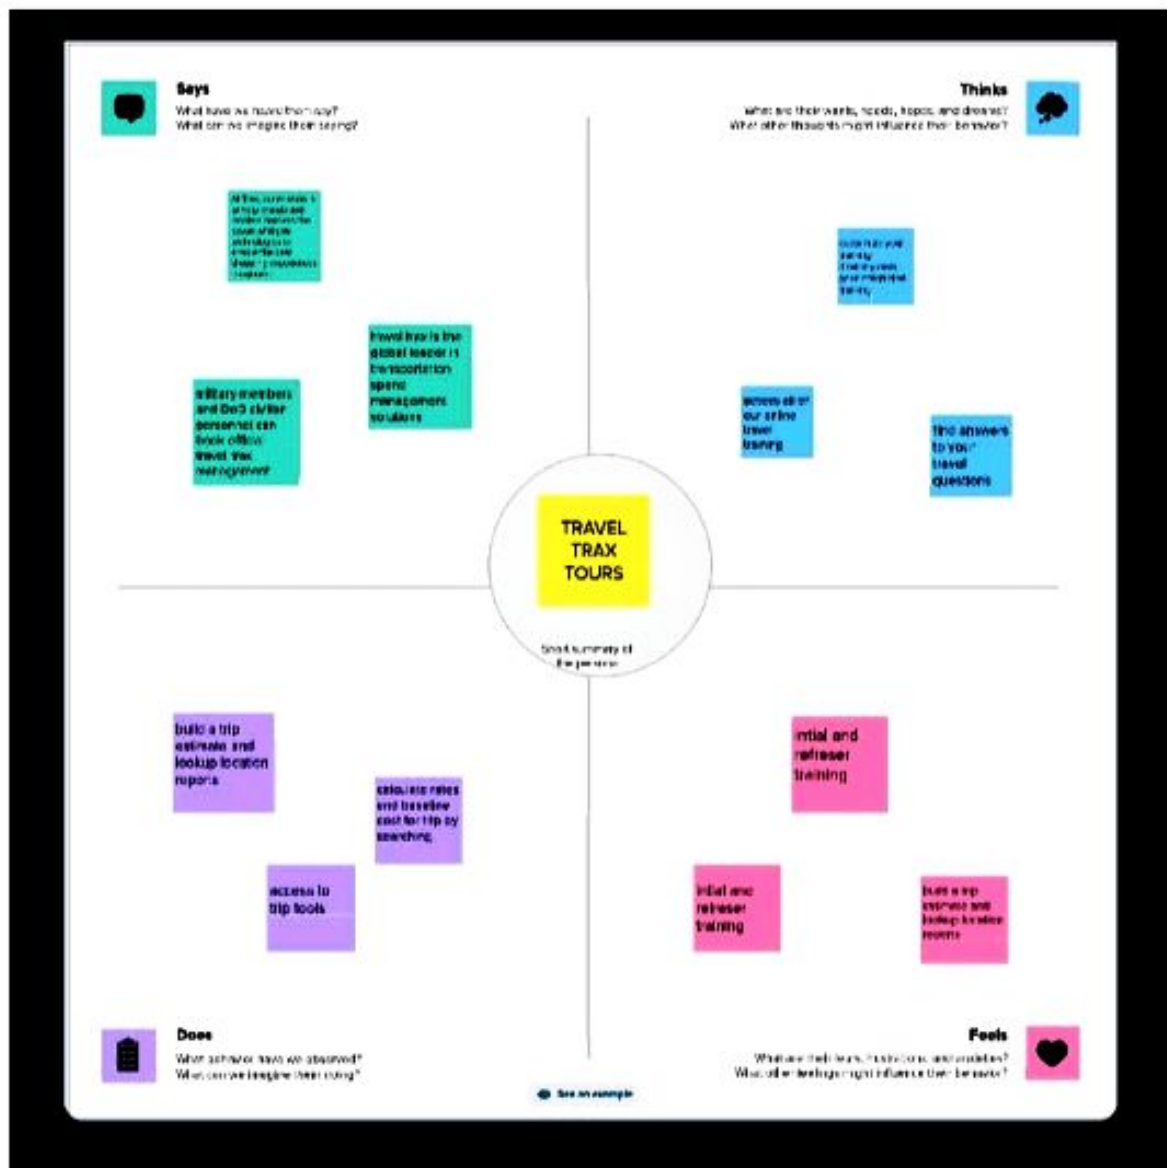 Says
What have we heard them say?
What can we imagine them saying?
Thinks
What are their wants, needs, hopes, and dreams?
What other thoughts might influence their behavior?
travel trax is the
global leader in
transportation
spend
management
solutions
military members
and DoD civilian
personnel can
book official
travel trax
management
access all of
our online
travel
training
find answers
to your
travel
questions
TRAVEL
TRAX
TOURS
Short summary of
the persona
build a trip
estimate and
lookup location
reports
calculate rates
and baseline
cost for trip by
searching
access to
trip tools
intial and
refreser
training
intial and
refreser
training
build a trip
estimate and
lookup location
reports
Does
What behavior have we observed?
What can we imagine them doing?
Feels
What are their fears, frustrations, and anxieties?
What other feelings might influence their behavior?
See an example